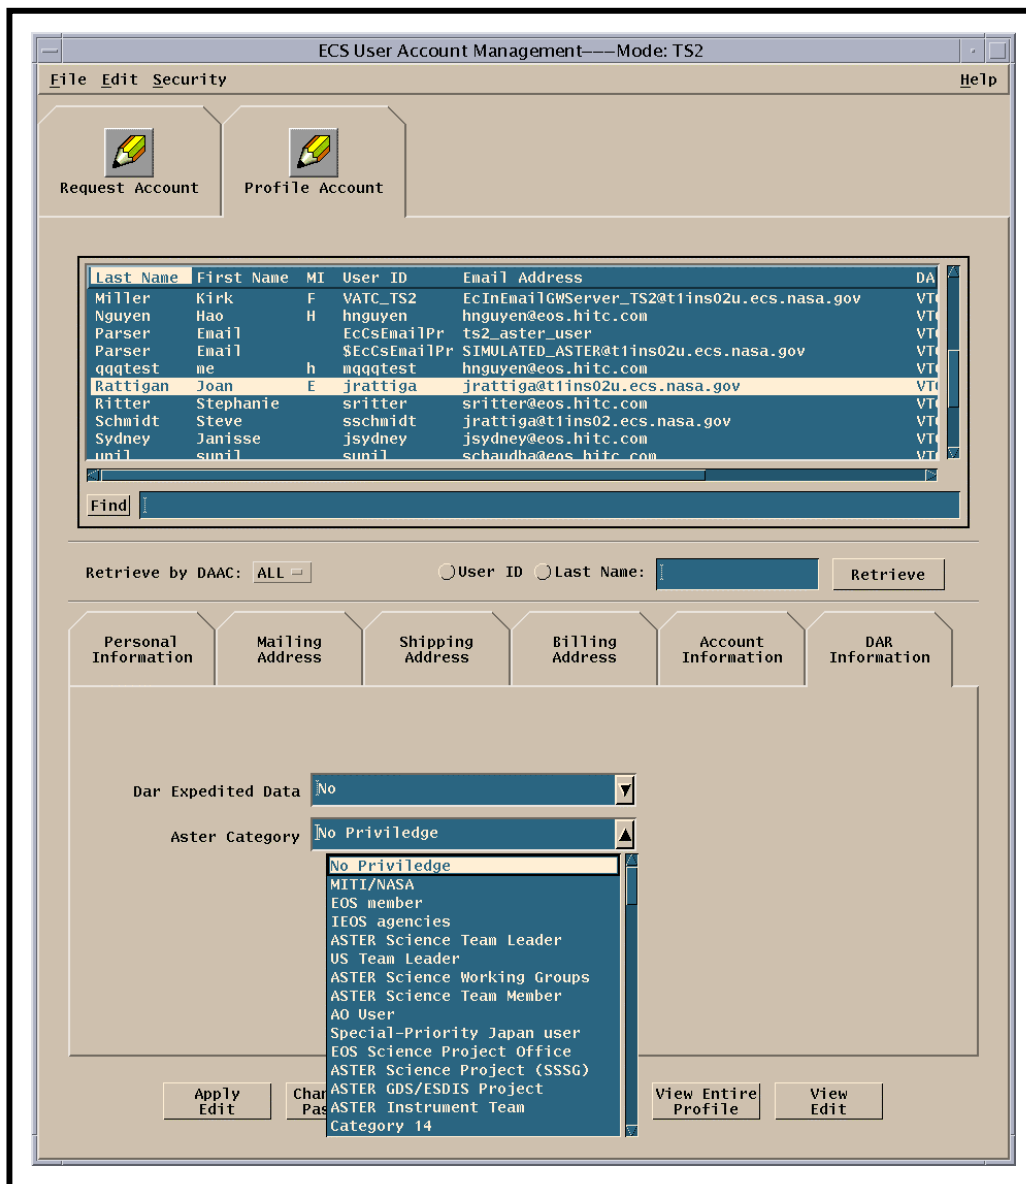 ECS User Account Management———Mode: TS2
File Edit Security Help
Request Account Profile Account
Last Name First Name MI User ID Email Address DA
Miller Kirk F VATC_TS2 EcInEmailGWServer_TS2@t1ins02u.ecs.nasa.gov
Nguyen Hao H hnguyen hnguyen@eos.hitc.com
Parser Email EcCsEmailPr ts2_aster_user
Parser Email $EcCsEmailPr SIMULATED_ASTER@t1ins02u.ecs.nasa.gov
qqqtest me h mqqqtest hnguyen@eos.hitc.com
Rattigan Joan E jrattiga jrattiga@t1ins02u.ecs.nasa.gov
Ritter Stephanie sritter sritter@eos.hitc.com
Schmidt Steve sschmidt jrattiga@t1ins02.ecs.nasa.gov
Sydney Janisse jsydney jsydney@eos.hitc.com
unil sunil sunil schaudha@eos.hitc.com
Find
Retrieve by DAAC: ALL User ID Last Name: Retrieve
Personal Mailing Shipping Billing Account DAR
Information Address Address Address Information Information
Dar Expedited Data No
Aster Category No Priviledge
No Priviledge
MITI/NASA
EOS member
IEOS agencies
ASTER Science Team Leader
US Team Leader
ASTER Science Working Groups
ASTER Science Team Member
AO User
Special-Priority Japan user
EOS Science Project Office
ASTER Science Project (SSSG)
ASTER GDS/ESDIS Project
ASTER Instrument Team
Category 14
Apply View Entire View
Edit Profile Edit